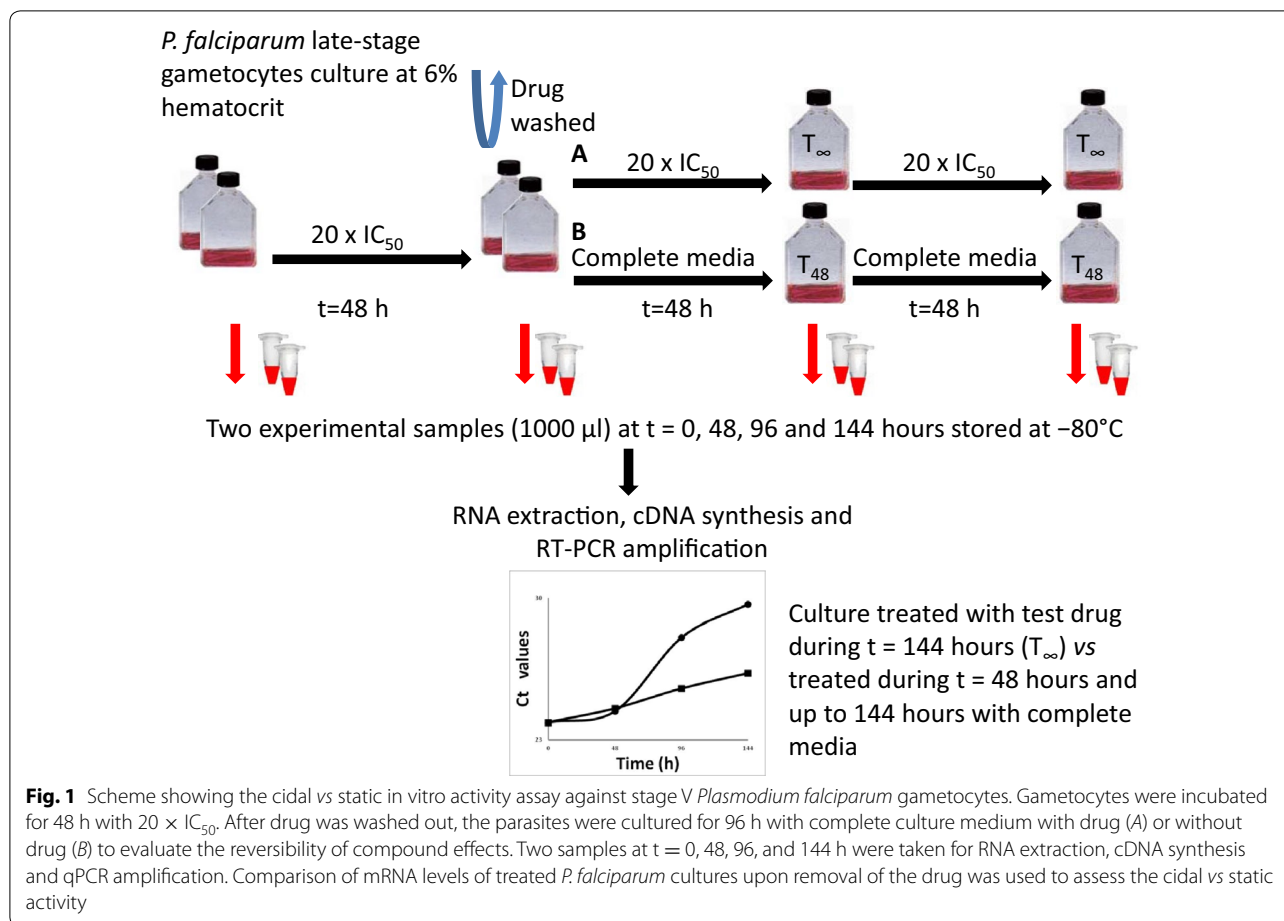 P. falciparum late-stage
gametocytes culture at 6%
hematocrit
Drug
washed
A
20 x IC50
T∞
20 x IC50
T∞
20 x IC50
B
Complete media
T48
Complete media
T48
t=48 h
t=48 h
t=48 h
Two experimental samples (1000 µl) at t = 0, 48, 96 and 144 hours stored at −80°C
RNA extraction, cDNA synthesis and
RT-PCR amplification
30
Ct values
23
0 48 96 144
Time (h)
Culture treated with test drug
during t = 144 hours (T∞) vs
treated during t = 48 hours and
up to 144 hours with complete
media
Fig. 1 Scheme showing the cidal vs static in vitro activity assay against stage V Plasmodium falciparum gametocytes. Gametocytes were incubated
for 48 h with 20 × IC50. After drug was washed out, the parasites were cultured for 96 h with complete culture medium with drug (A) or without
drug (B) to evaluate the reversibility of compound effects. Two samples at t = 0, 48, 96, and 144 h were taken for RNA extraction, cDNA synthesis
and qPCR amplification. Comparison of mRNA levels of treated P. falciparum cultures upon removal of the drug was used to assess the cidal vs static
activity